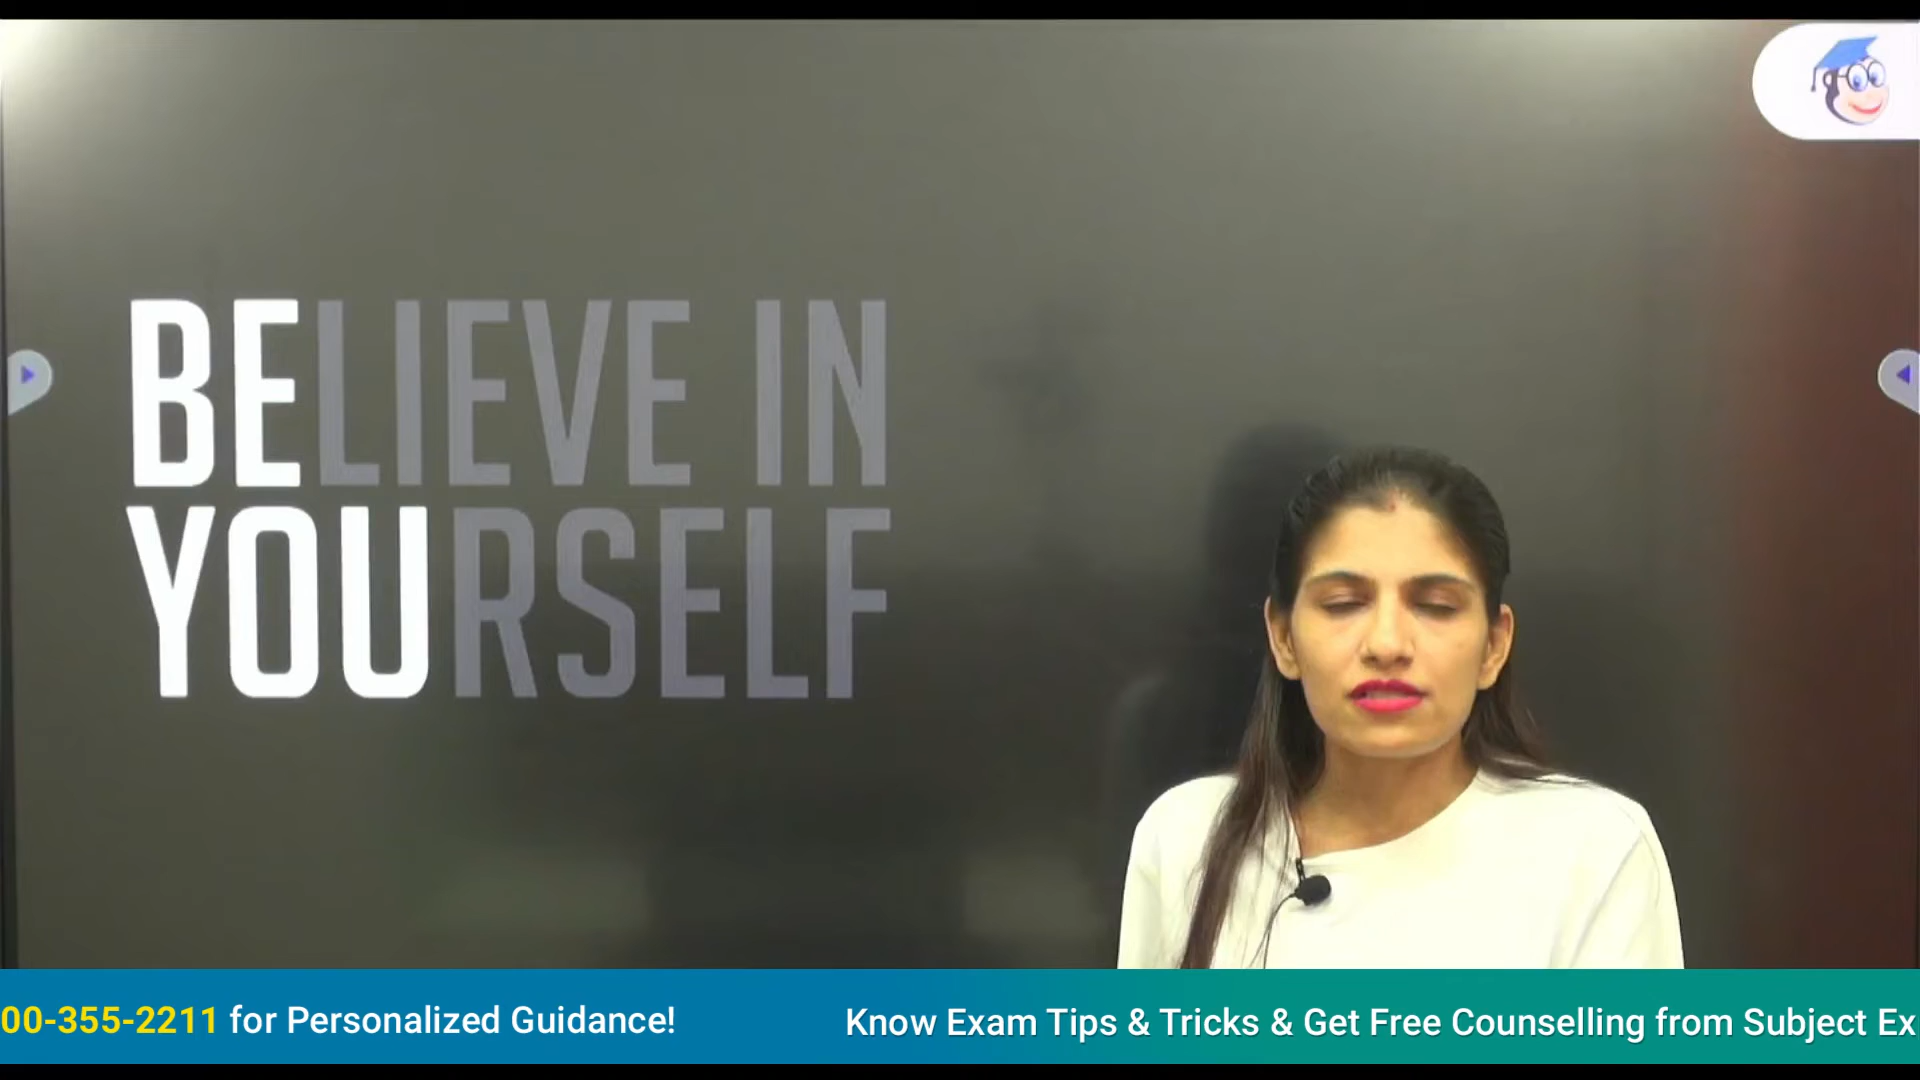 BELIEVE IN
YOURSELF
00-355-2211 for Personalized Guidance!
Know Exam Tips & Tricks & Get Free Counselling from Subject Ex